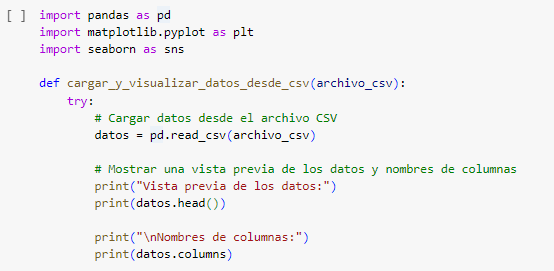 [ ] import pandas as pd
import matplotlib.pyplot as plt
import seaborn as sns

def cargar_y_visualizar_datos_desde_csv(archivo_csv):
    try:
        # Cargar datos desde el archivo CSV
        datos = pd.read_csv(archivo_csv)

        # Mostrar una vista previa de los datos y nombres de columnas
        print("Vista previa de los datos:")
        print(datos.head())

        print("\nNombres de columnas:")
        print(datos.columns)